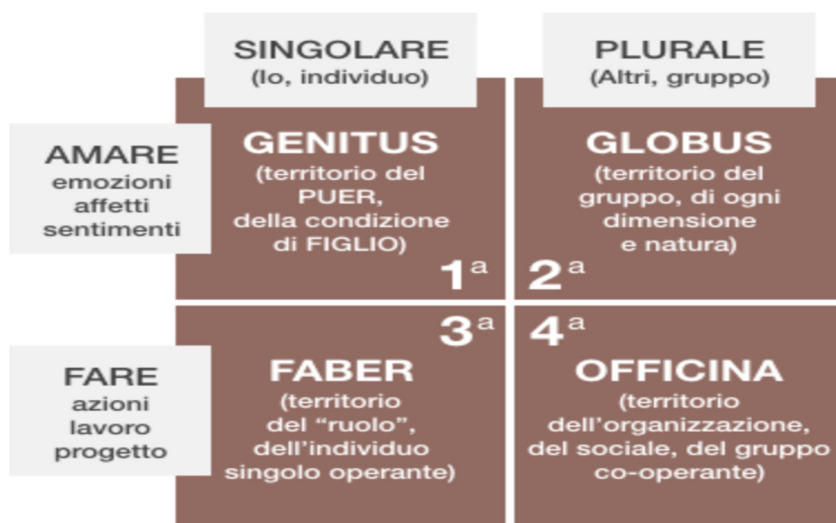 SINGOLARE
(Io, individuo)
PLURALE
(Altri, gruppo)
AMARE
emozioni
affetti
sentimenti
GENITUS
(territorio del
PUER,
della condizione
di FIGLIO)
1ª
GLOBUS
(territorio del
gruppo, di ogni
dimensione
e natura)
2ª
FARE
azioni
lavoro
progetto
3ª
FABER
(territorio
del “ruolo”,
dell’individuo
singolo operante)
4ª
OFFICINA
(territorio
dell’organizzazione,
del sociale, del gruppo
co-operante)